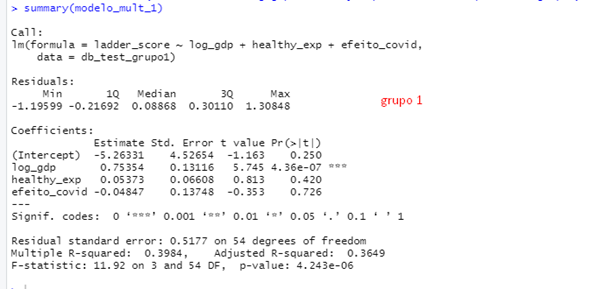 > summary(modelo_mult_1)
Call:
lm(formula = ladder_score ~ log_gdp + healthy_exp + efeito_covid,
    data = db_test_grupo1)
Residuals:
     Min       1Q   Median       3Q      Max
-1.19599 -0.21692  0.08868  0.30110  1.30848
grupo 1
Coefficients:
             Estimate Std. Error t value Pr(>|t|)
(Intercept)  -5.26331    4.52654  -1.163    0.250
log_gdp       0.75354    0.13116   5.745 4.36e-07 ***
healthy_exp   0.05373    0.06608   0.813    0.420
efeito_covid -0.04847    0.13748  -0.353    0.726
---
Signif. codes:  0 ‘***’ 0.001 ‘**’ 0.01 ‘*’ 0.05 ‘.’ 0.1 ‘ ’ 1
Residual standard error: 0.5177 on 54 degrees of freedom
Multiple R-squared:  0.3984,    Adjusted R-squared:  0.3649
F-statistic: 11.92 on 3 and 54 DF,  p-value: 4.243e-06